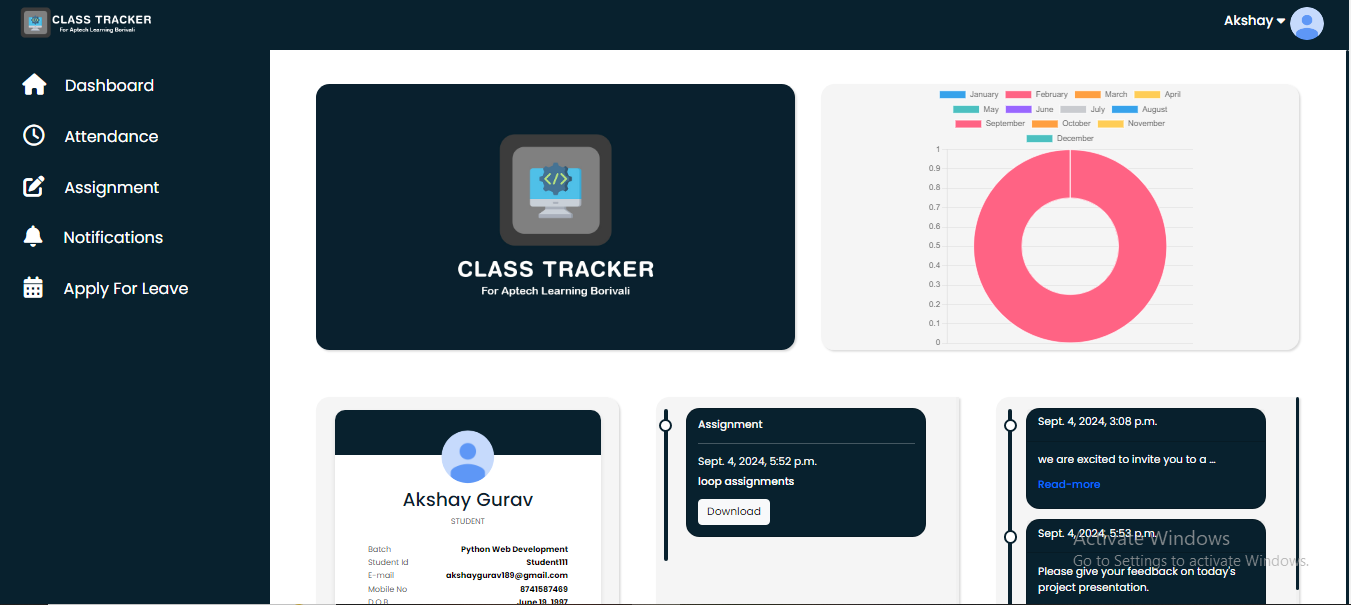 CLASS TRACKER
For Aptech Learning Borivali
Akshay
Dashboard
Attendance
Assignment
Notifications
Apply For Leave
</>
CLASS TRACKER
For Aptech Learning Borivali
January February March April
May June July August
September October November
December
1
0.9
0.8
0.7
0.6
0.5
0.4
0.3
0.2
0.1
0
Akshay Gurav
STUDENT
Batch Python Web Development
Student Id Student111
E-mail akshaygurav189@gmail.com
Mobile No 8741587469
D.O.B June 19, 1997
Assignment
Sept. 4, 2024, 5:52 p.m.
loop assignments
Download
Sept. 4, 2024, 3:08 p.m.
we are excited to invite you to a ...
Read-more
Sept. 4, 2024, 5:53 p.m.
Please give your feedback on today's
project presentation.
Activate Windows
Go to Settings to activate Windows.